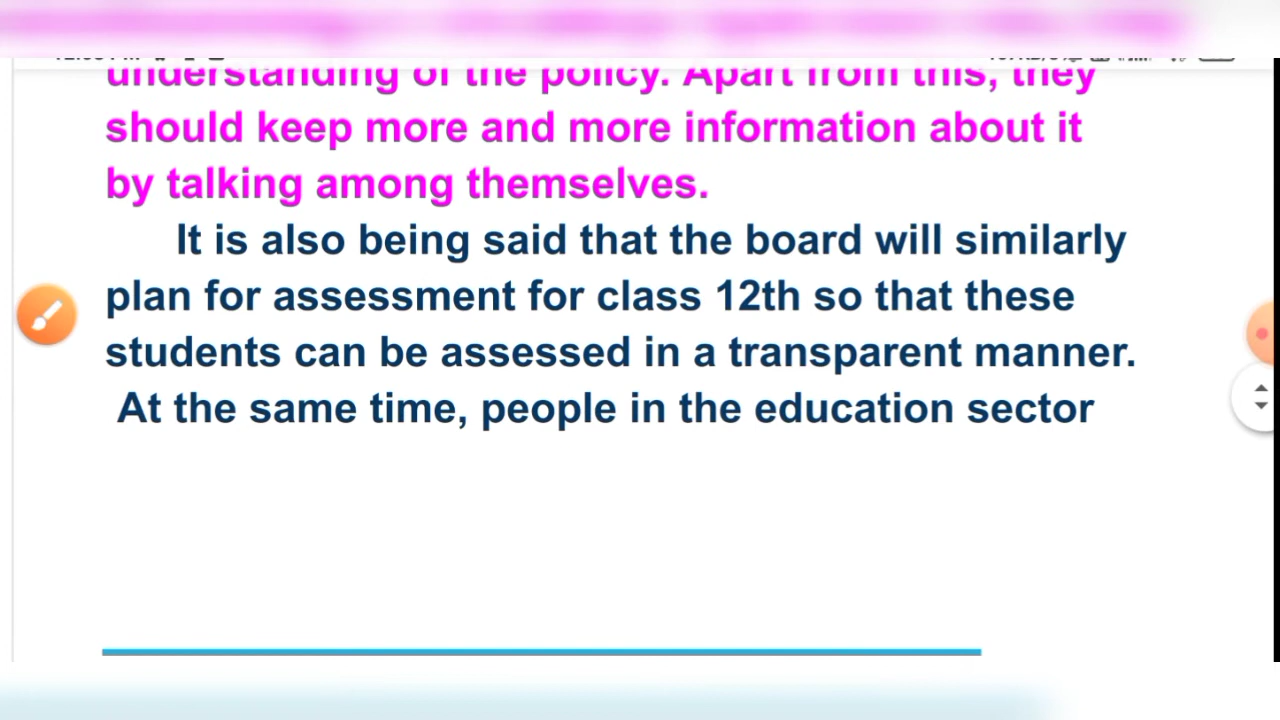 understanding of the policy. Apart from this, they
should keep more and more information about it
by talking among themselves.
It is also being said that the board will similarly
plan for assessment for class 12th so that these
students can be assessed in a transparent manner.
At the same time, people in the education sector